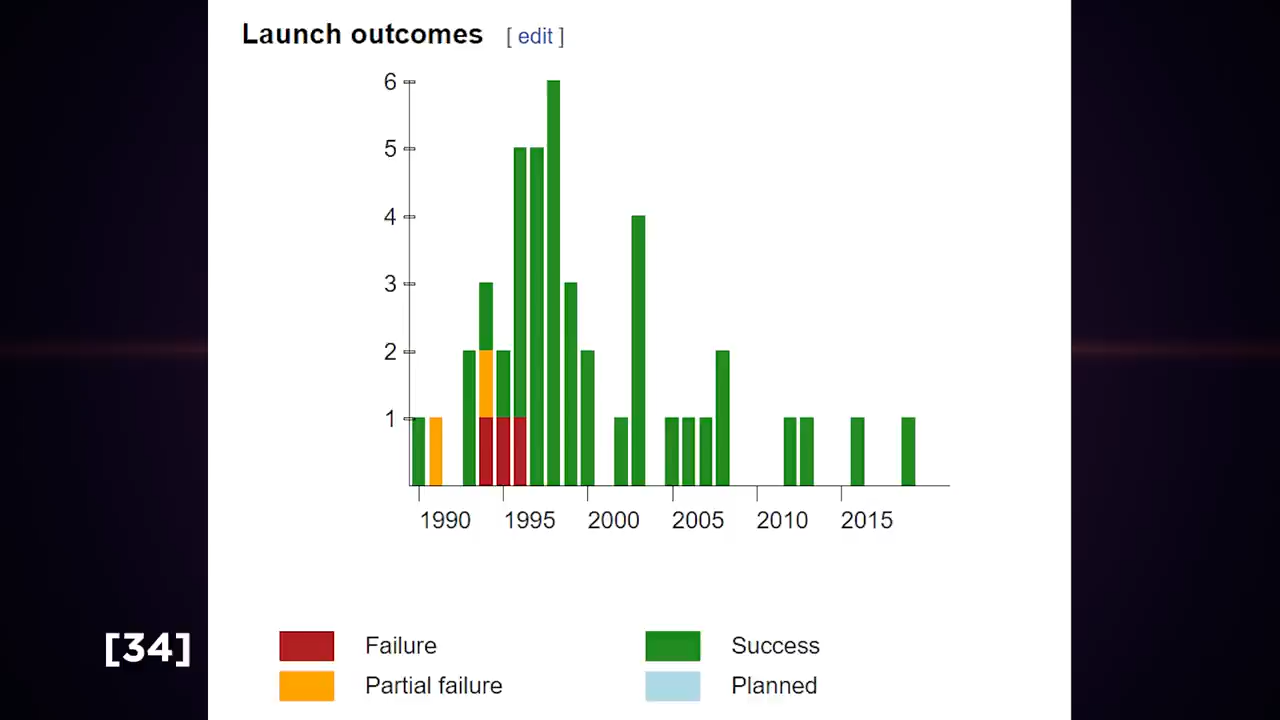 Launch outcomes [ edit ]
6
5
4
3
2
1
1990 1995 2000 2005 2010 2015
[34]
Failure Success
Partial failure Planned